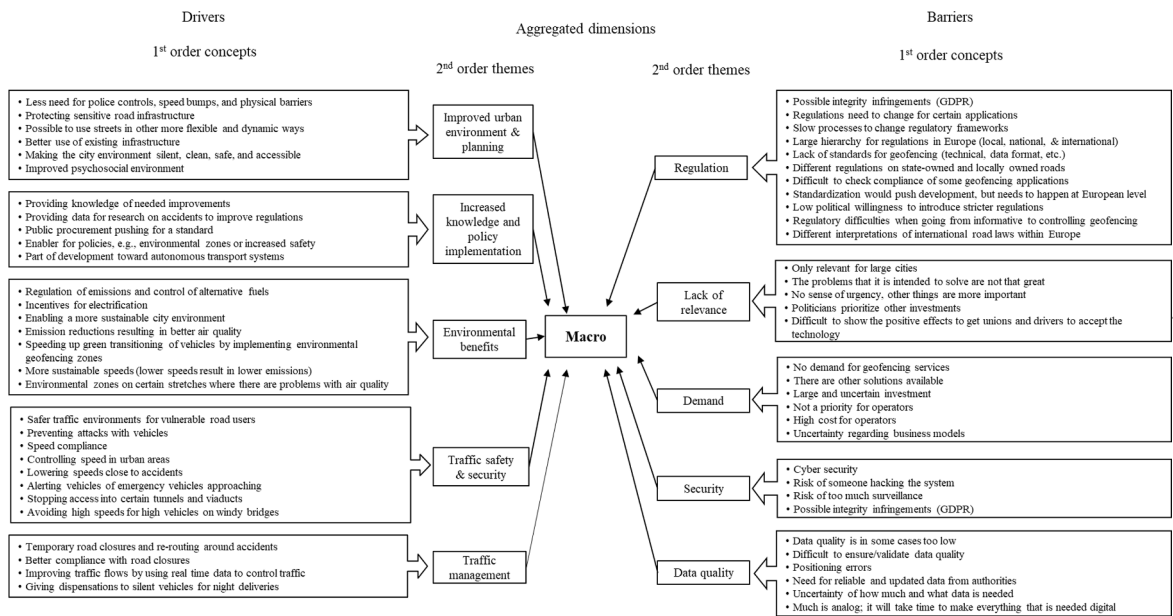 Drivers
1st order concepts
Aggregated dimensions
2nd order themes
2nd order themes
Barriers
1st order concepts
• Less need for police controls, speed bumps, and physical barriers
• Protecting sensitive road infrastructure
• Possible to use streets in other more flexible and dynamic ways
• Better use of existing infrastructure
• Making the city environment silent, clean, safe, and accessible
• Improved psychosocial environment
Improved urban
environment &
planning
• Providing knowledge of needed improvements
• Providing data for research on accidents to improve regulations
• Public procurement pushing for a standard
• Enabler for policies, e.g., environmental zones or increased safety
• Part of development toward autonomous transport systems
Increased
knowledge and
policy
implementation
• Regulation of emissions and control of alternative fuels
• Incentives for electrification
• Enabling a more sustainable city environment
• Emission reductions resulting in better air quality
• Speeding up green transitioning of vehicles by implementing environmental
geofencing zones
• More sustainable speeds (lower speeds result in lower emissions)
• Environmental zones on certain stretches where there are problems with air quality
Environmental
benefits
• Safer traffic environments for vulnerable road users
• Preventing attacks with vehicles
• Speed compliance
• Controlling speed in urban areas
• Lowering speeds close to accidents
• Alerting vehicles of emergency vehicles approaching
• Stopping access into certain tunnels and viaducts
• Avoiding high speeds for high vehicles on windy bridges
Traffic safety
& security
• Temporary road closures and re-routing around accidents
• Better compliance with road closures
• Improving traffic flows by using real time data to control traffic
• Giving dispensations to silent vehicles for night deliveries
Traffic
management
Macro
Regulation
• Possible integrity infringements (GDPR)
• Regulations need to change for certain applications
• Slow processes to change regulatory frameworks
• Large hierarchy for regulations in Europe (local, national, & international)
• Lack of standards for geofencing (technical, data format, etc.)
• Different regulations on state-owned and locally owned roads
• Difficult to check compliance of some geofencing applications
• Standardization would push development, but needs to happen at European level
• Low political willingness to introduce stricter regulations
• Regulatory difficulties when going from informative to controlling geofencing
• Different interpretations of international road laws within Europe
Lack of
relevance
• Only relevant for large cities
• The problems that it is intended to solve are not that great
• No sense of urgency, other things are more important
• Politicians prioritize other investments
• Difficult to show the positive effects to get unions and drivers to accept the
technology
Demand
• No demand for geofencing services
• There are other solutions available
• Large and uncertain investment
• Not a priority for operators
• High cost for operators
• Uncertainty regarding business models
Security
• Cyber security
• Risk of someone hacking the system
• Risk of too much surveillance
• Possible integrity infringements (GDPR)
Data quality
• Data quality is in some cases too low
• Difficult to ensure/validate data quality
• Positioning errors
• Need for reliable and updated data from authorities
• Uncertainty of how much and what data is needed
• Much is analog; it will take time to make everything that is needed digital